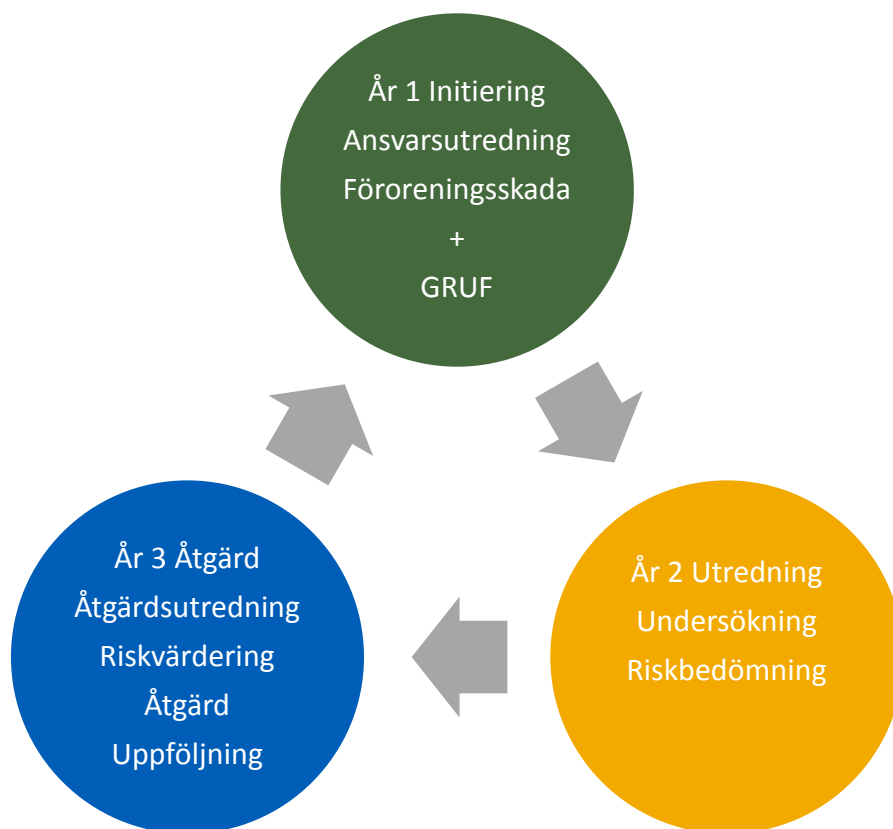 År 1 Initiering
Ansvarsutredning
Föroreningsskada
+
GRUF
År 2 Utredning
Undersökning
Riskbedömning
År 3 Åtgärd
Åtgärdsutredning
Riskvärdering
Åtgärd
Uppföljning